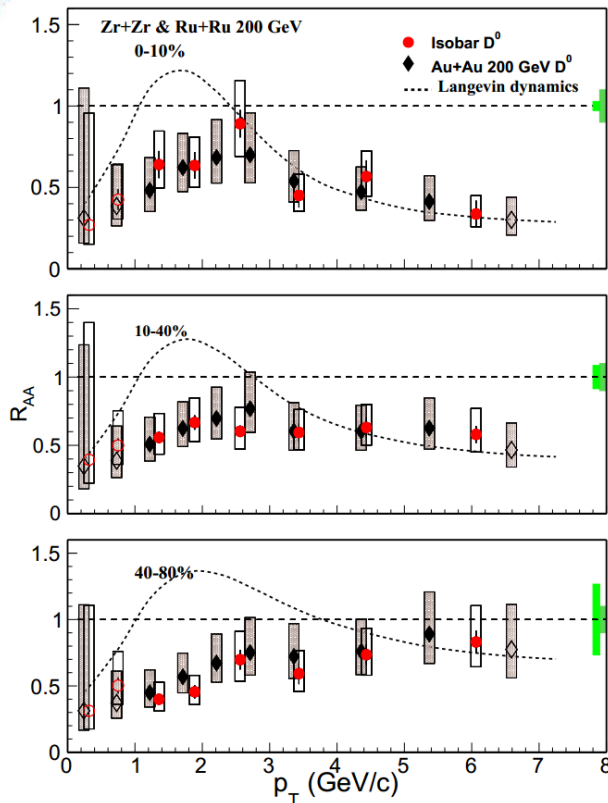 Zr+Zr & Ru+Ru 200 GeV
0-10%
Isobar D⁰
Au+Au 200 GeV D⁰
Langevin dynamics
1.5
1
0.5
0
10-40%
1.5
1
0.5
0
R_AA
40-80%
1.5
1
0.5
0
0 1 2 3 4 5 6 7 8
p_T (GeV/c)